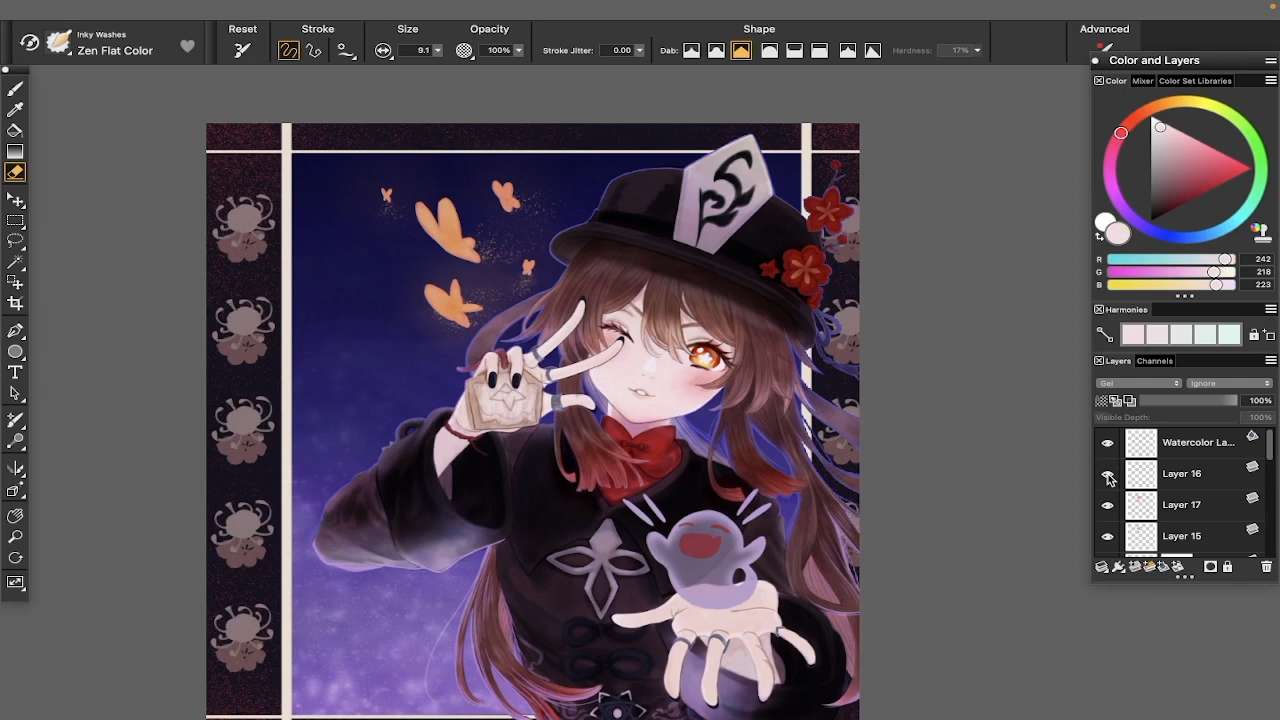 Reset
Stroke
Size
Opacity
Shape
Advanced
Inky Washes
Zen Flat Color
9.1
100%
Stroke Jitter: 0.00
Dab:
Hardness: 17%
Color and Layers
Color
Mixer
Color Set Libraries
R 242
G 218
B 223
Harmonies
Layers
Channels
Gel
Ignore
100%
Visible Depth: 100%
Watercolor La...
Layer 16
Layer 17
Layer 15